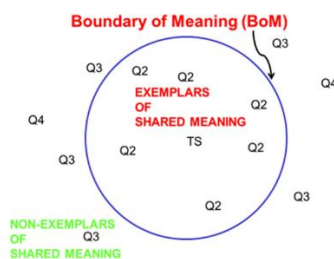 Boundary of Meaning (BoM)
Q3
Q3
Q2
Q2
Q4
EXEMPLARS
OF
SHARED MEANING
Q2
Q4
TS
Q2
Q2
Q3
Q3
Q2
NON-EXEMPLARS
OF
Q3
SHARED MEANING